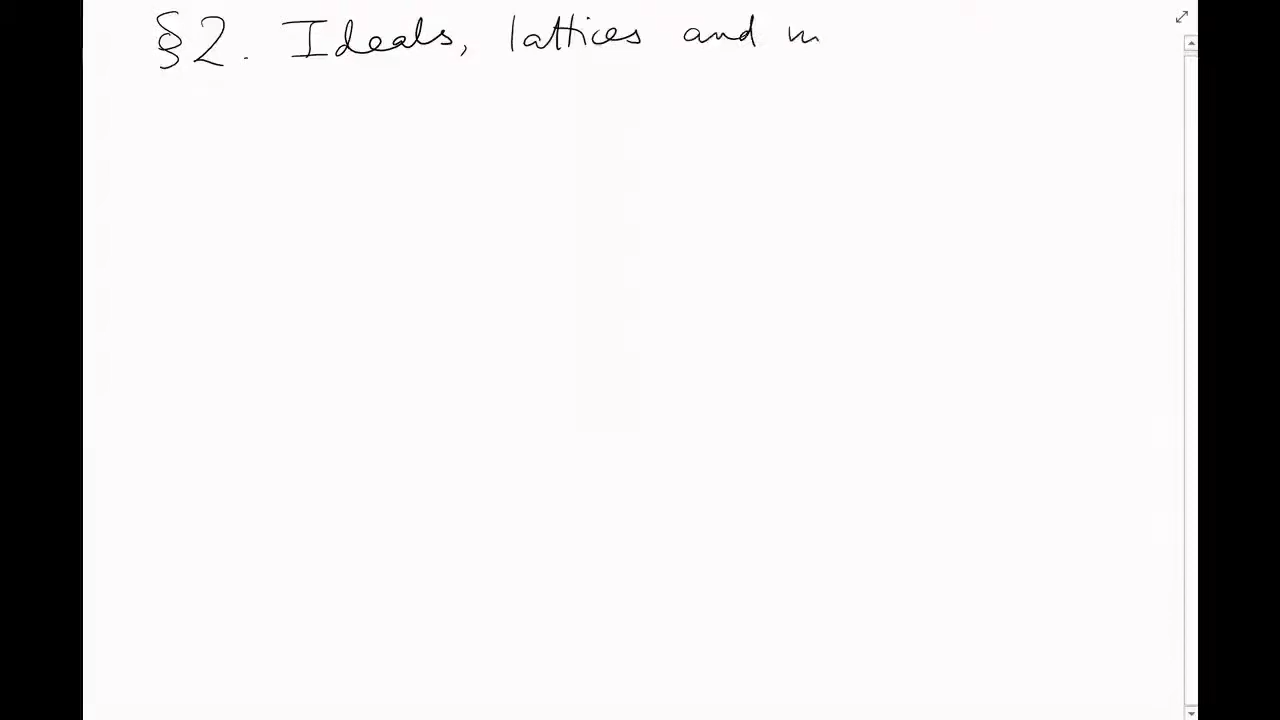 §2. Ideals, lattices and m